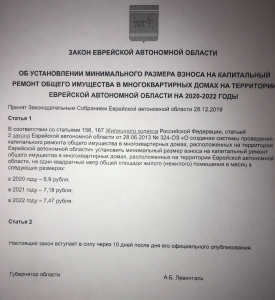 ЗАКОН ЕВРЕЙСКОЙ АВТОНОМНОЙ ОБЛАСТИ
ОБ УСТАНОВЛЕНИИ МИНИМАЛЬНОГО РАЗМЕРА ВЗНОСА НА КАПИТАЛЬНЫЙ
РЕМОНТ ОБЩЕГО ИМУЩЕСТВА В МНОГОКВАРТИРНЫХ ДОМАХ НА ТЕРРИТОРИИ
ЕВРЕЙСКОЙ АВТОНОМНОЙ ОБЛАСТИ НА 2020-2022 ГОДЫ
Принят Законодательным Собранием Еврейской автономной области 28.12.2019
Статья 1
В соответствии со статьями 156, 167 Жилищного кодекса Российской Федерации, статьей
2 закона Еврейской автономной области от 28.06.2013 № 324-ОЗ «О создании системы проведения
капитального ремонта общего имущества в многоквартирных домах, расположенных на территории
Еврейской автономной области» установить минимальный размер взноса на капитальный ремонт
общего имущества в многоквартирных домах, расположенных на территории Еврейской автономной
области, на один квадратный метр общей площади жилого (нежилого) помещения в месяц в
следующих размерах:
в 2020 году - 6,9 рубля;
в 2021 году - 7,18 рубля;
в 2022 году - 7,47 рубля.
Статья 2
Настоящий закон вступает в силу через 10 дней после дня его официального опубликования.
Губернатор области
А.Б. Левинталь